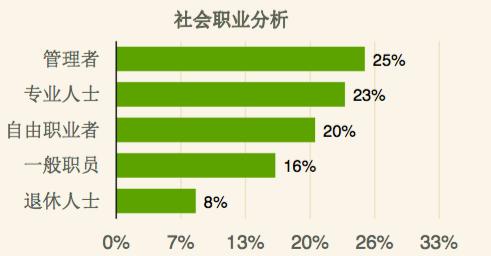 社会职业分析
管理者 25%
专业人士 23%
自由职业者 20%
一般职员 16%
退休人士 8%
0% 7% 13% 20% 26% 33%